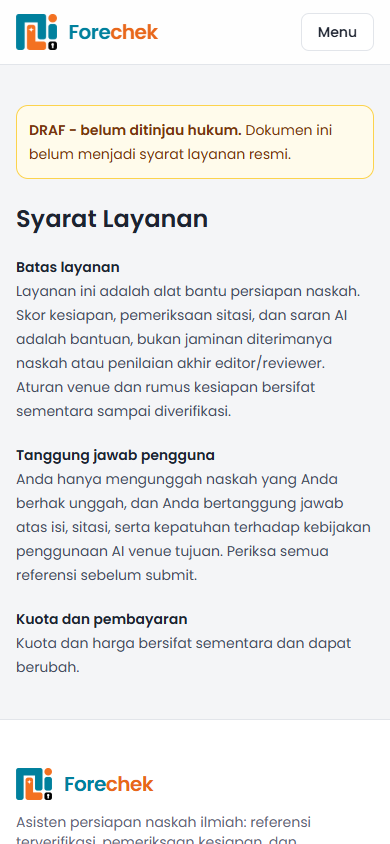 Forechek
Menu
DRAF - belum ditinjau hukum. Dokumen ini
belum menjadi syarat layanan resmi.
Syarat Layanan
Batas layanan
Layanan ini adalah alat bantu persiapan naskah.
Skor kesiapan, pemeriksaan sitasi, dan saran AI
adalah bantuan, bukan jaminan diterimanya
naskah atau penilaian akhir editor/reviewer.
Aturan venue dan rumus kesiapan bersifat
sementara sampai diverifikasi.
Tanggung jawab pengguna
Anda hanya mengunggah naskah yang Anda
berhak unggah, dan Anda bertanggung jawab
atas isi, sitasi, serta kepatuhan terhadap kebijakan
penggunaan AI venue tujuan. Periksa semua
referensi sebelum submit.
Kuota dan pembayaran
Kuota dan harga bersifat sementara dan dapat
berubah.
Forechek
Asisten persiapan naskah ilmiah: referensi
terverifikasi, pemeriksaan kesiapan, dan